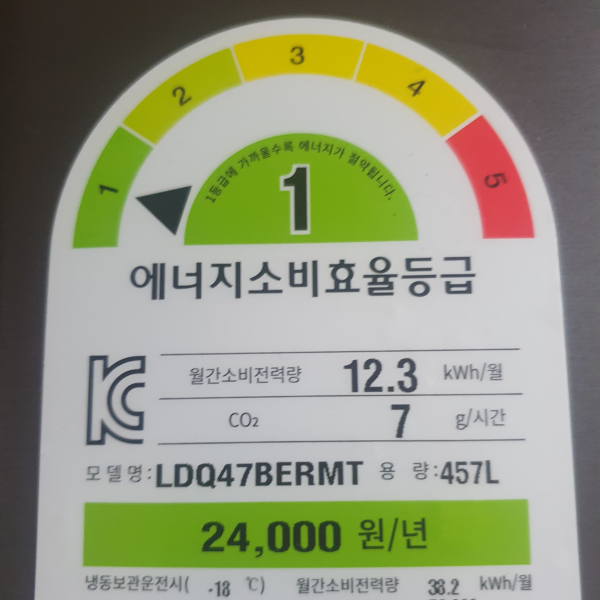 1 2 3 4 5
1등급에 가까울수록 에너지가 절약됩니다.
1
에너지소비효율등급
월간소비전력량 12.3 kWh/월
CO₂ 7 g/시간
모델명:LDQ47BERMT 용 량:457L
24,000 원/년
냉동보관운전시( -18 ℃) 월간소비전력량 38.2 kWh/월